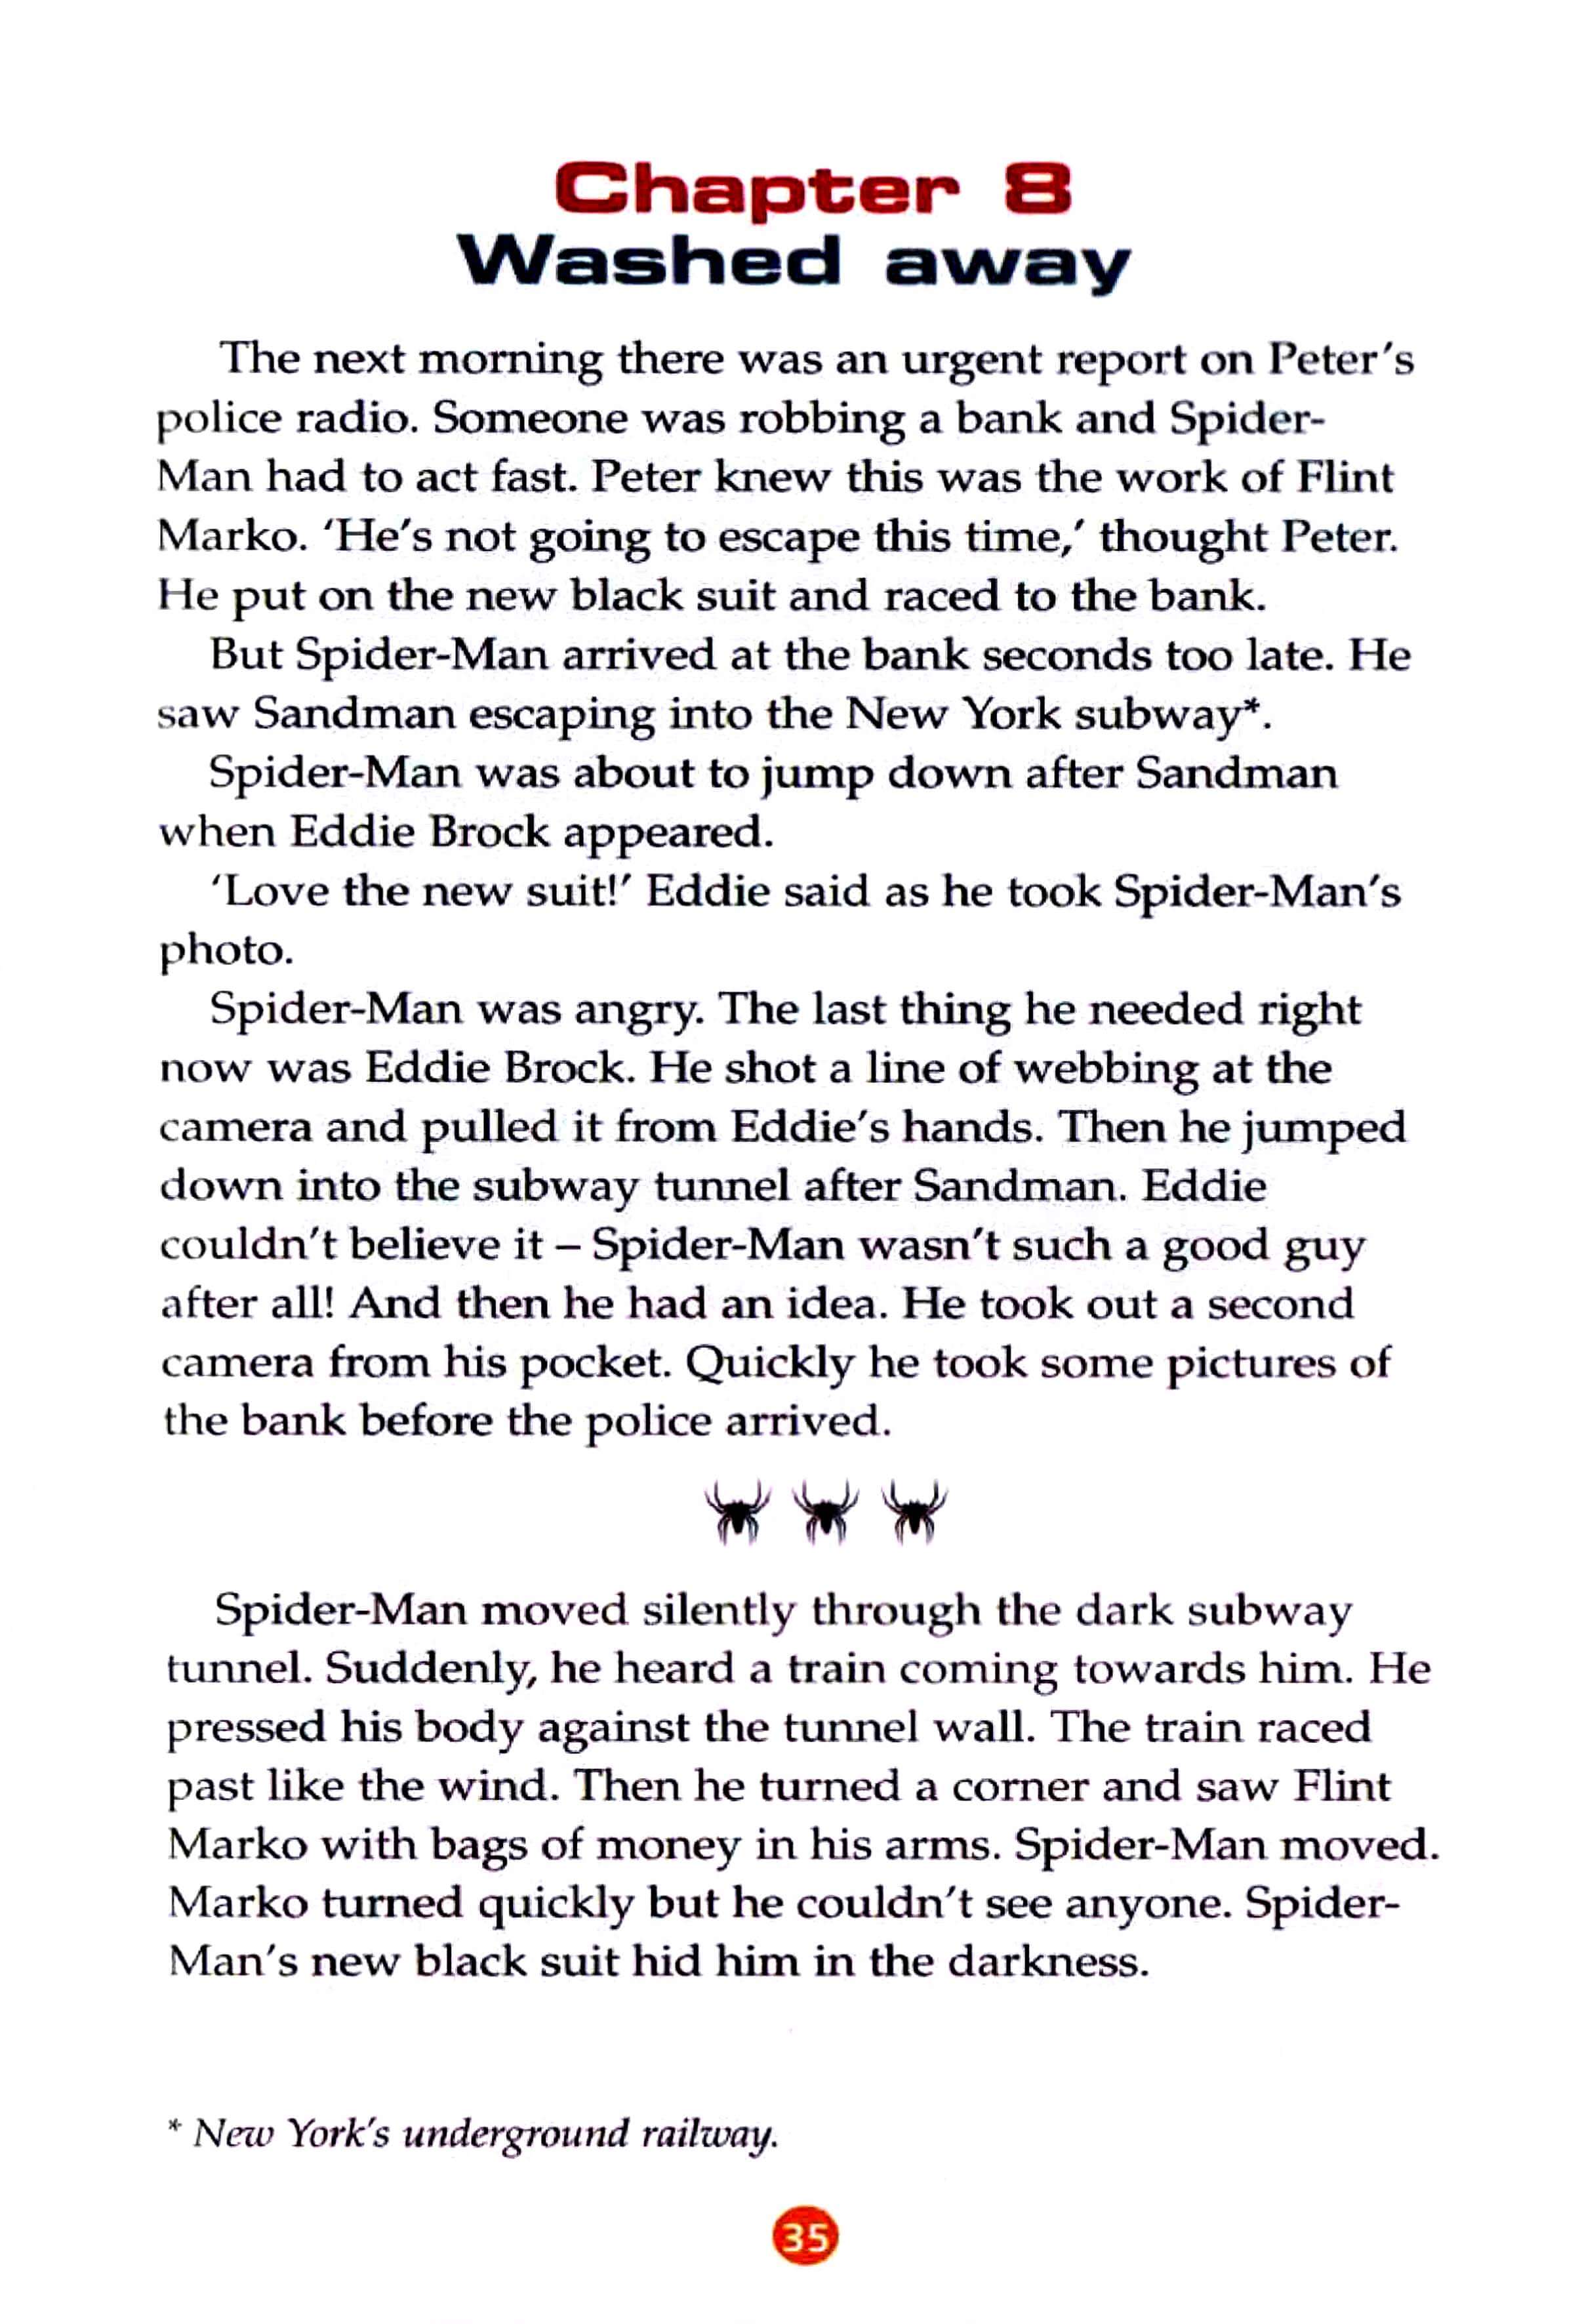 Chapter 8
Washed away
The next morning there was an urgent report on Peter's
police radio. Someone was robbing a bank and Spider-
Man had to act fast. Peter knew this was the work of Flint
Marko. 'He's not going to escape this time,' thought Peter.
He put on the new black suit and raced to the bank.
But Spider-Man arrived at the bank seconds too late. He
saw Sandman escaping into the New York subway*.
Spider-Man was about to jump down after Sandman
when Eddie Brock appeared.
'Love the new suit!' Eddie said as he took Spider-Man's
photo.
Spider-Man was angry. The last thing he needed right
now was Eddie Brock. He shot a line of webbing at the
camera and pulled it from Eddie's hands. Then he jumped
down into the subway tunnel after Sandman. Eddie
couldn't believe it – Spider-Man wasn't such a good guy
after all! And then he had an idea. He took out a second
camera from his pocket. Quickly he took some pictures of
the bank before the police arrived.
Spider-Man moved silently through the dark subway
tunnel. Suddenly, he heard a train coming towards him. He
pressed his body against the tunnel wall. The train raced
past like the wind. Then he turned a corner and saw Flint
Marko with bags of money in his arms. Spider-Man moved.
Marko turned quickly but he couldn't see anyone. Spider-
Man's new black suit hid him in the darkness.
* New York's underground railway.
35